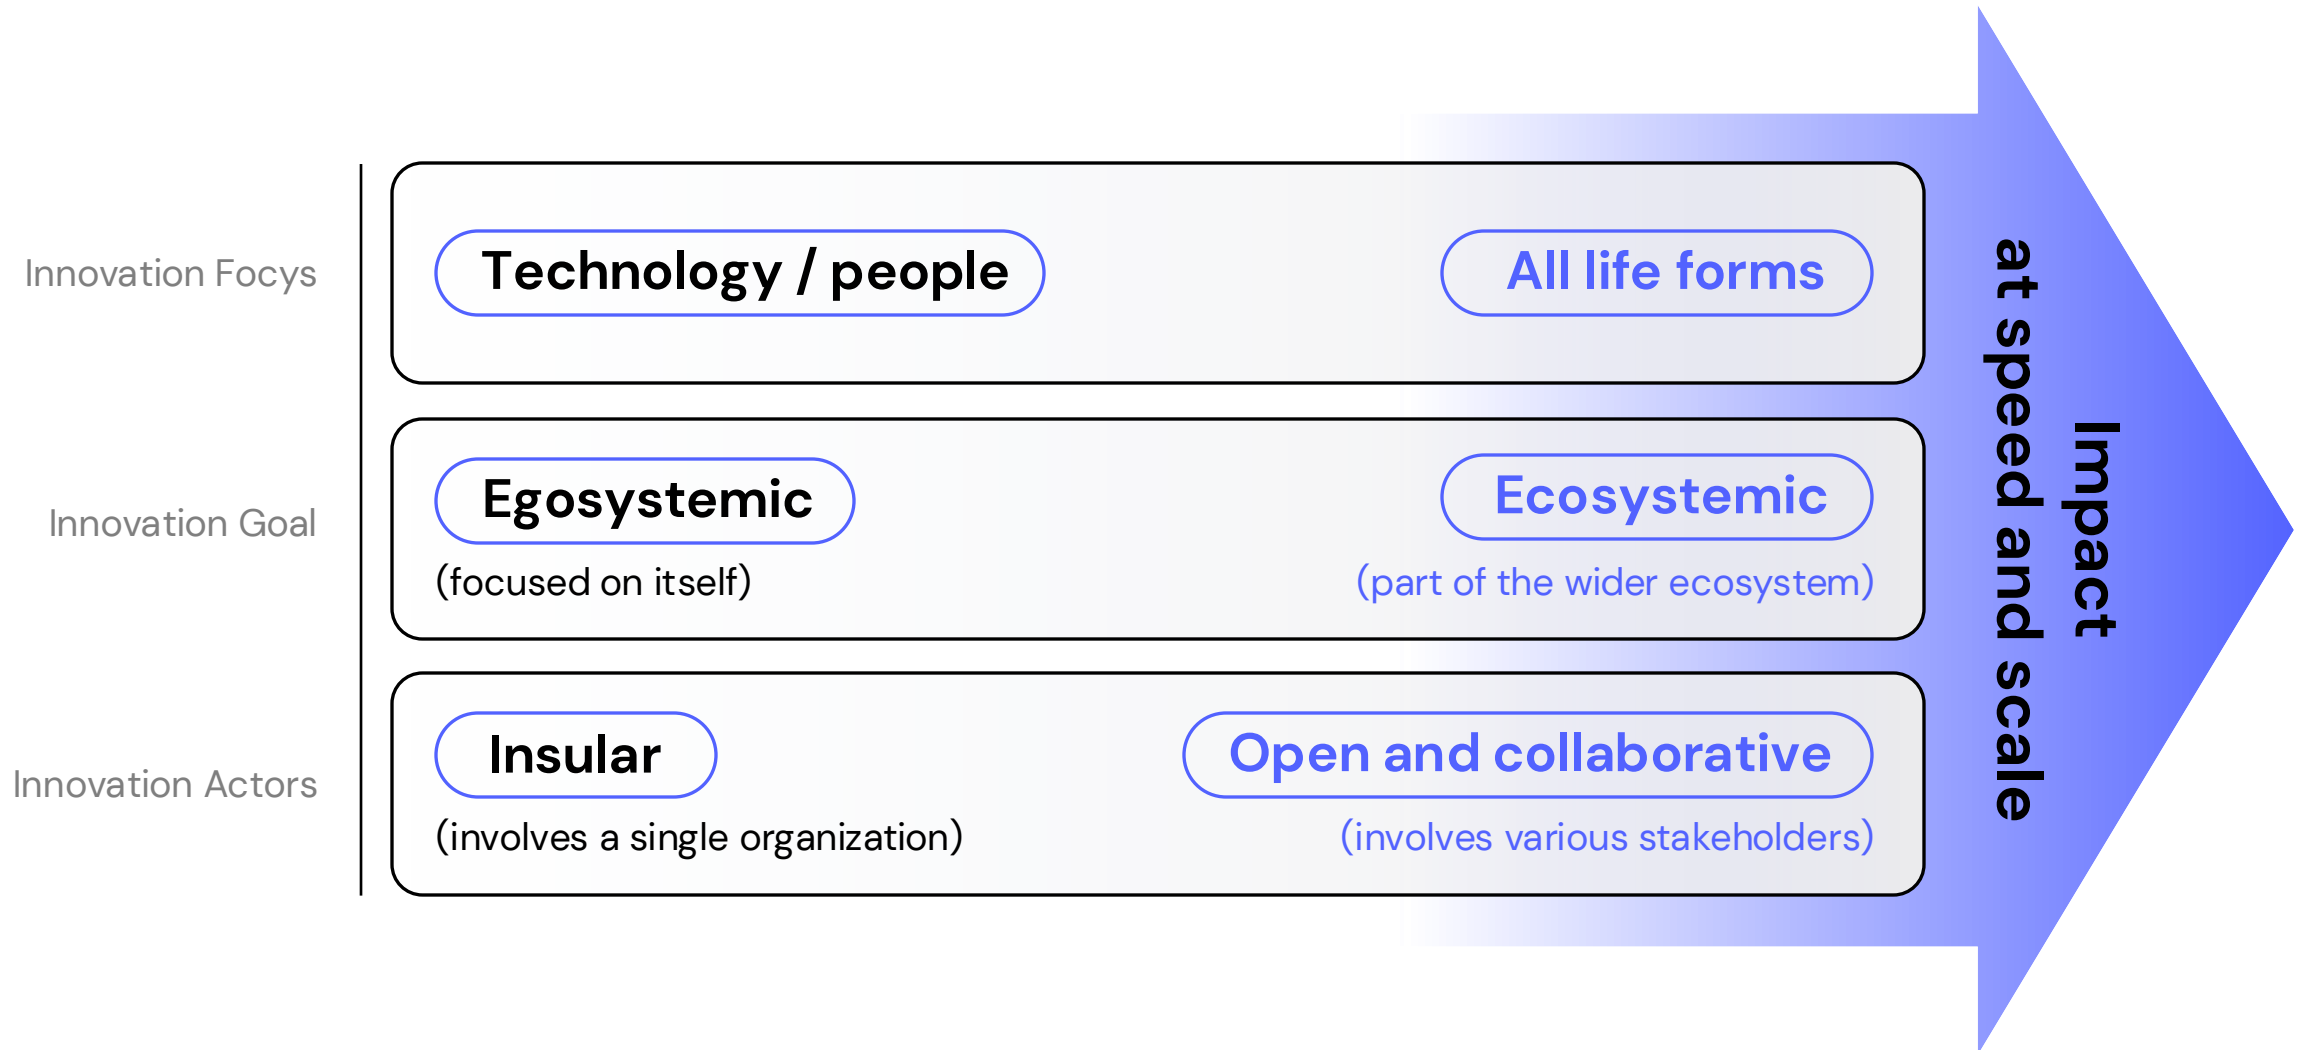 Innovation Focys
Technology / people
All life forms
Innovation Goal
Egosystemic
(focused on itself)
Ecosystemic
(part of the wider ecosystem)
Innovation Actors
Insular
(involves a single organization)
Open and collaborative
(involves various stakeholders)
Impact
at speed and scale